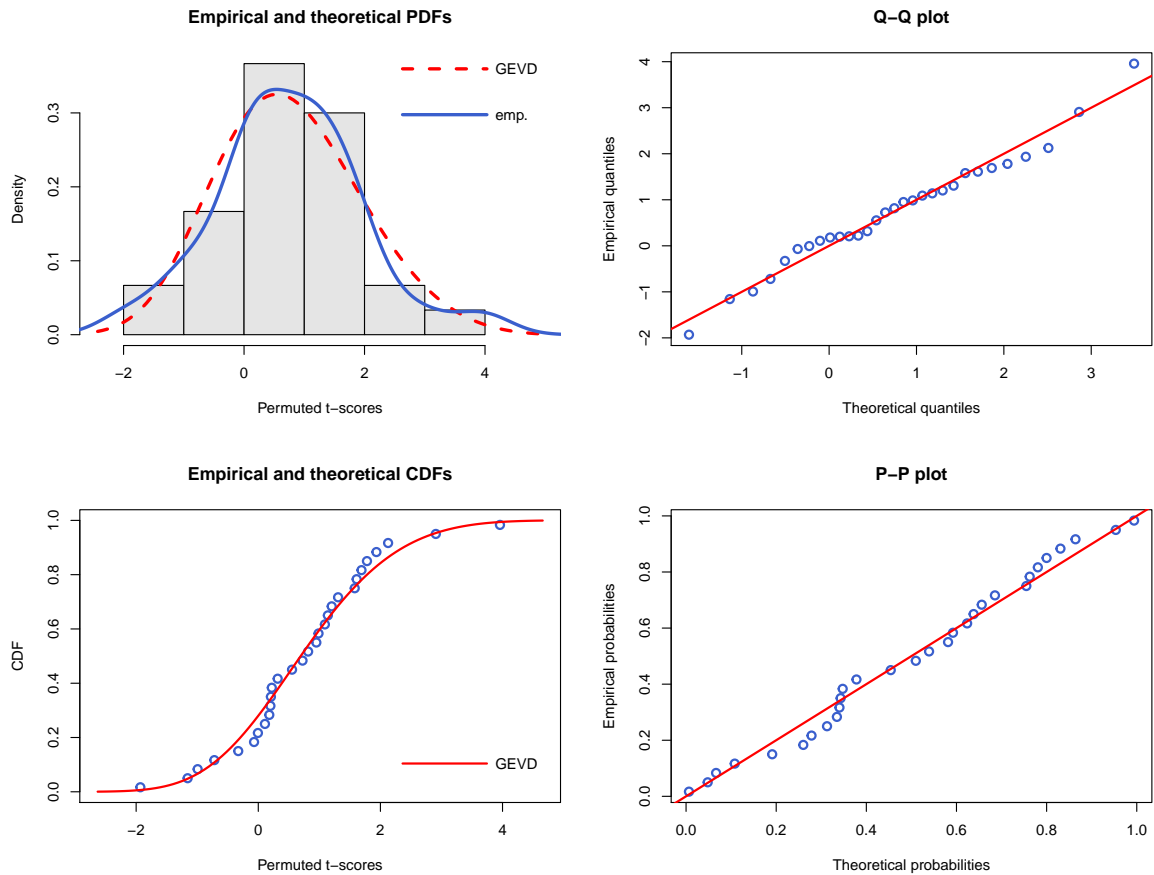 Empirical and theoretical PDFs
GEVD
emp.
Density
0.0
0.1
0.2
0.3
−2
0
2
4
Permuted t−scores
Q−Q plot
Empirical quantiles
−2
−1
0
1
2
3
4
−1
0
1
2
3
Theoretical quantiles
Empirical and theoretical CDFs
CDF
0.0
0.2
0.4
0.6
0.8
1.0
GEVD
−2
0
2
4
Permuted t−scores
P−P plot
Empirical probabilities
0.0
0.2
0.4
0.6
0.8
1.0
0.0
0.2
0.4
0.6
0.8
1.0
Theoretical probabilities